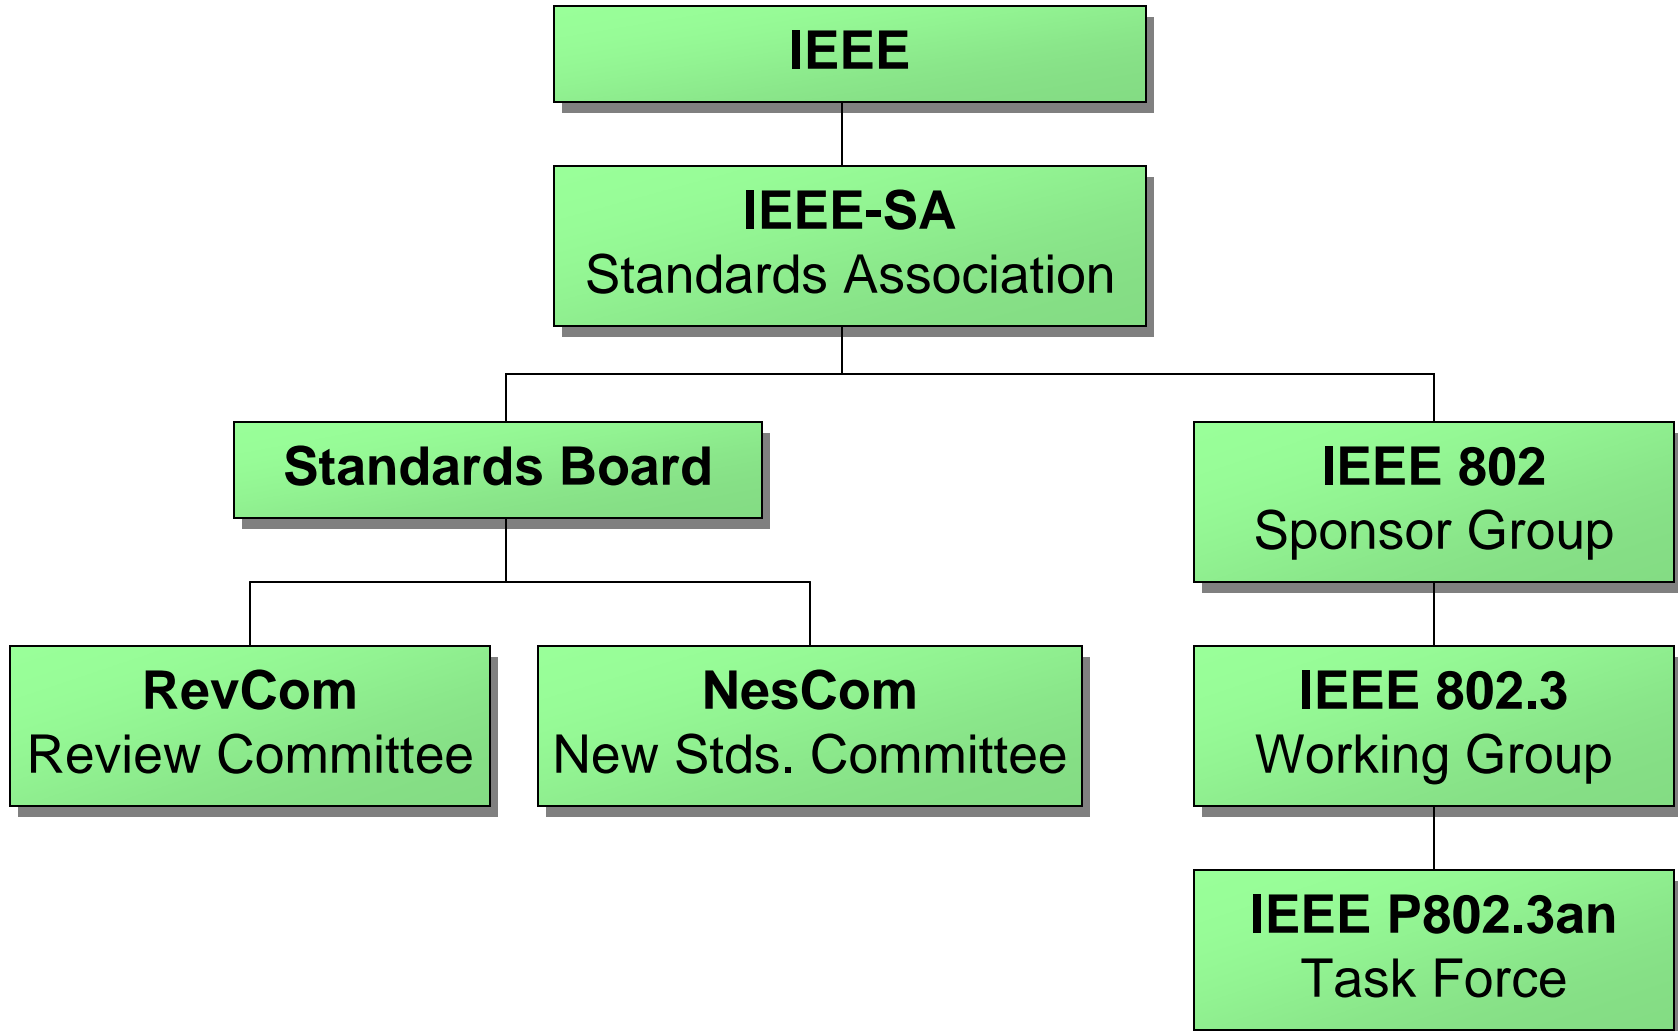 IEEE
IEEE-SA
Standards Association
Standards Board
IEEE 802
Sponsor Group
RevCom
Review Committee
NesCom
New Stds. Committee
IEEE 802.3
Working Group
IEEE P802.3an
Task Force